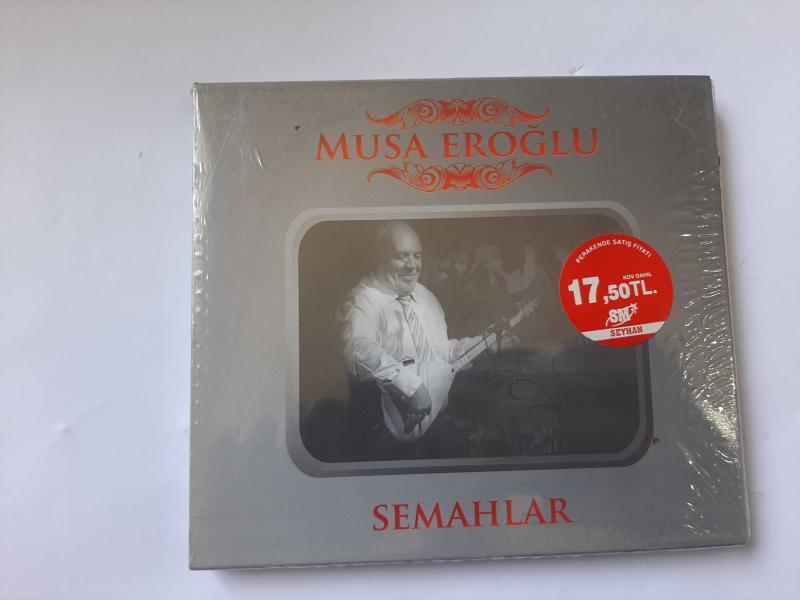 MUSA EROĞLU
PERAKENDE SATIŞ FİYATI
KDV DAHİL
17,50TL.
SM
SEYHAN
SEMAHLAR